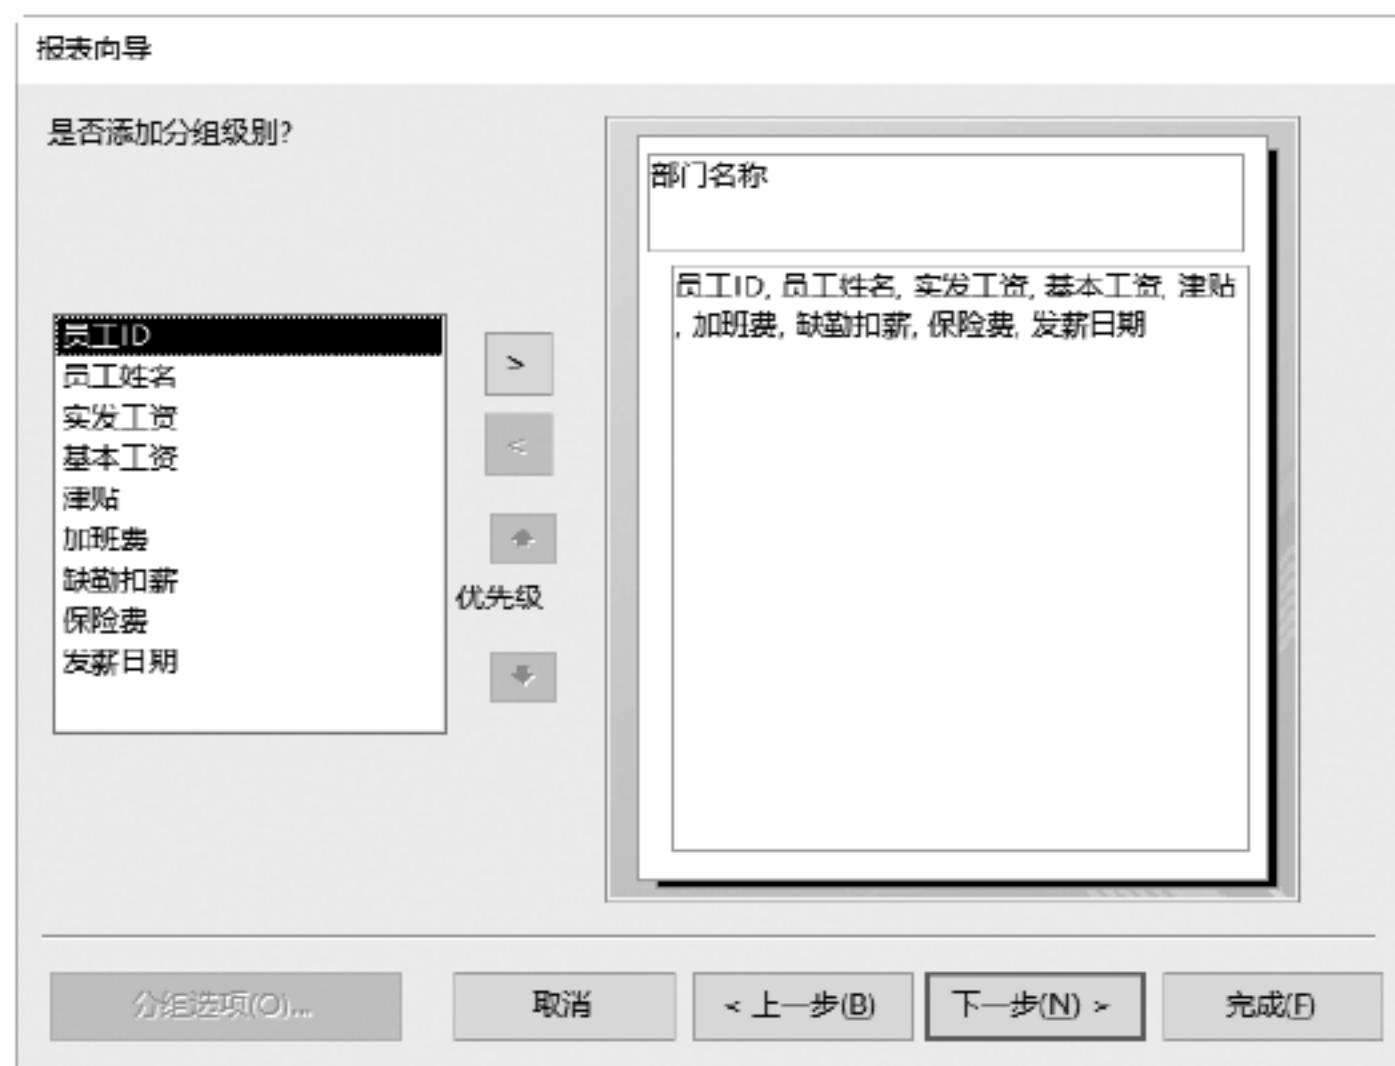 报表向导
是否添加分组级别?
部门名称
员工ID, 员工姓名, 实发工资, 基本工资, 津贴
, 加班费, 缺勤扣薪, 保险费, 发薪日期
员工ID
员工姓名
实发工资
基本工资
津贴
加班费
缺勤扣薪
保险费
发薪日期
>
<
优先级
分组选项(O)...
取消
< 上一步(B)
下一步(N) >
完成(F)